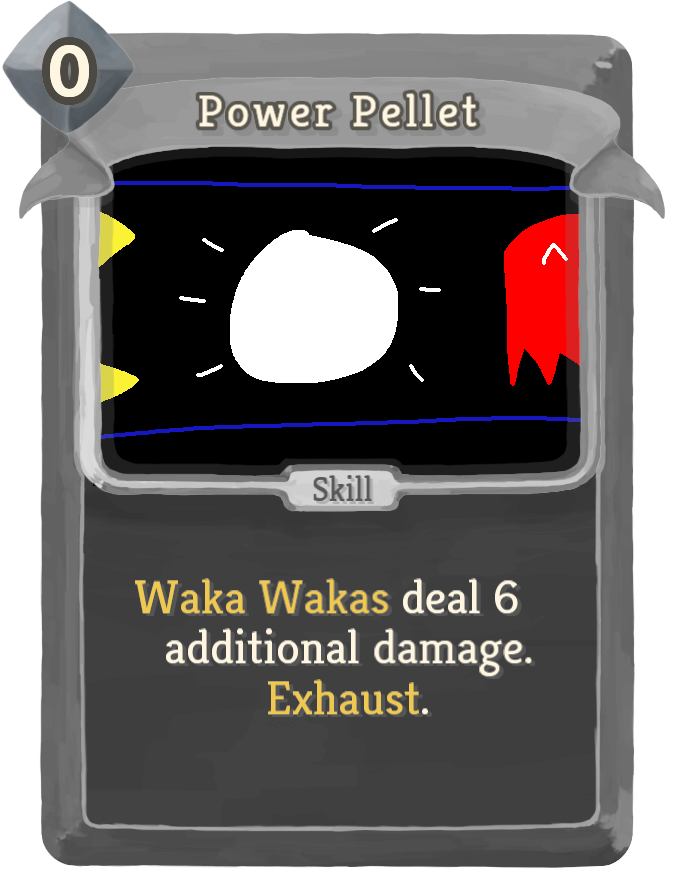 0
Power Pellet
Skill
Waka Wakas deal 6
additional damage.
Exhaust.